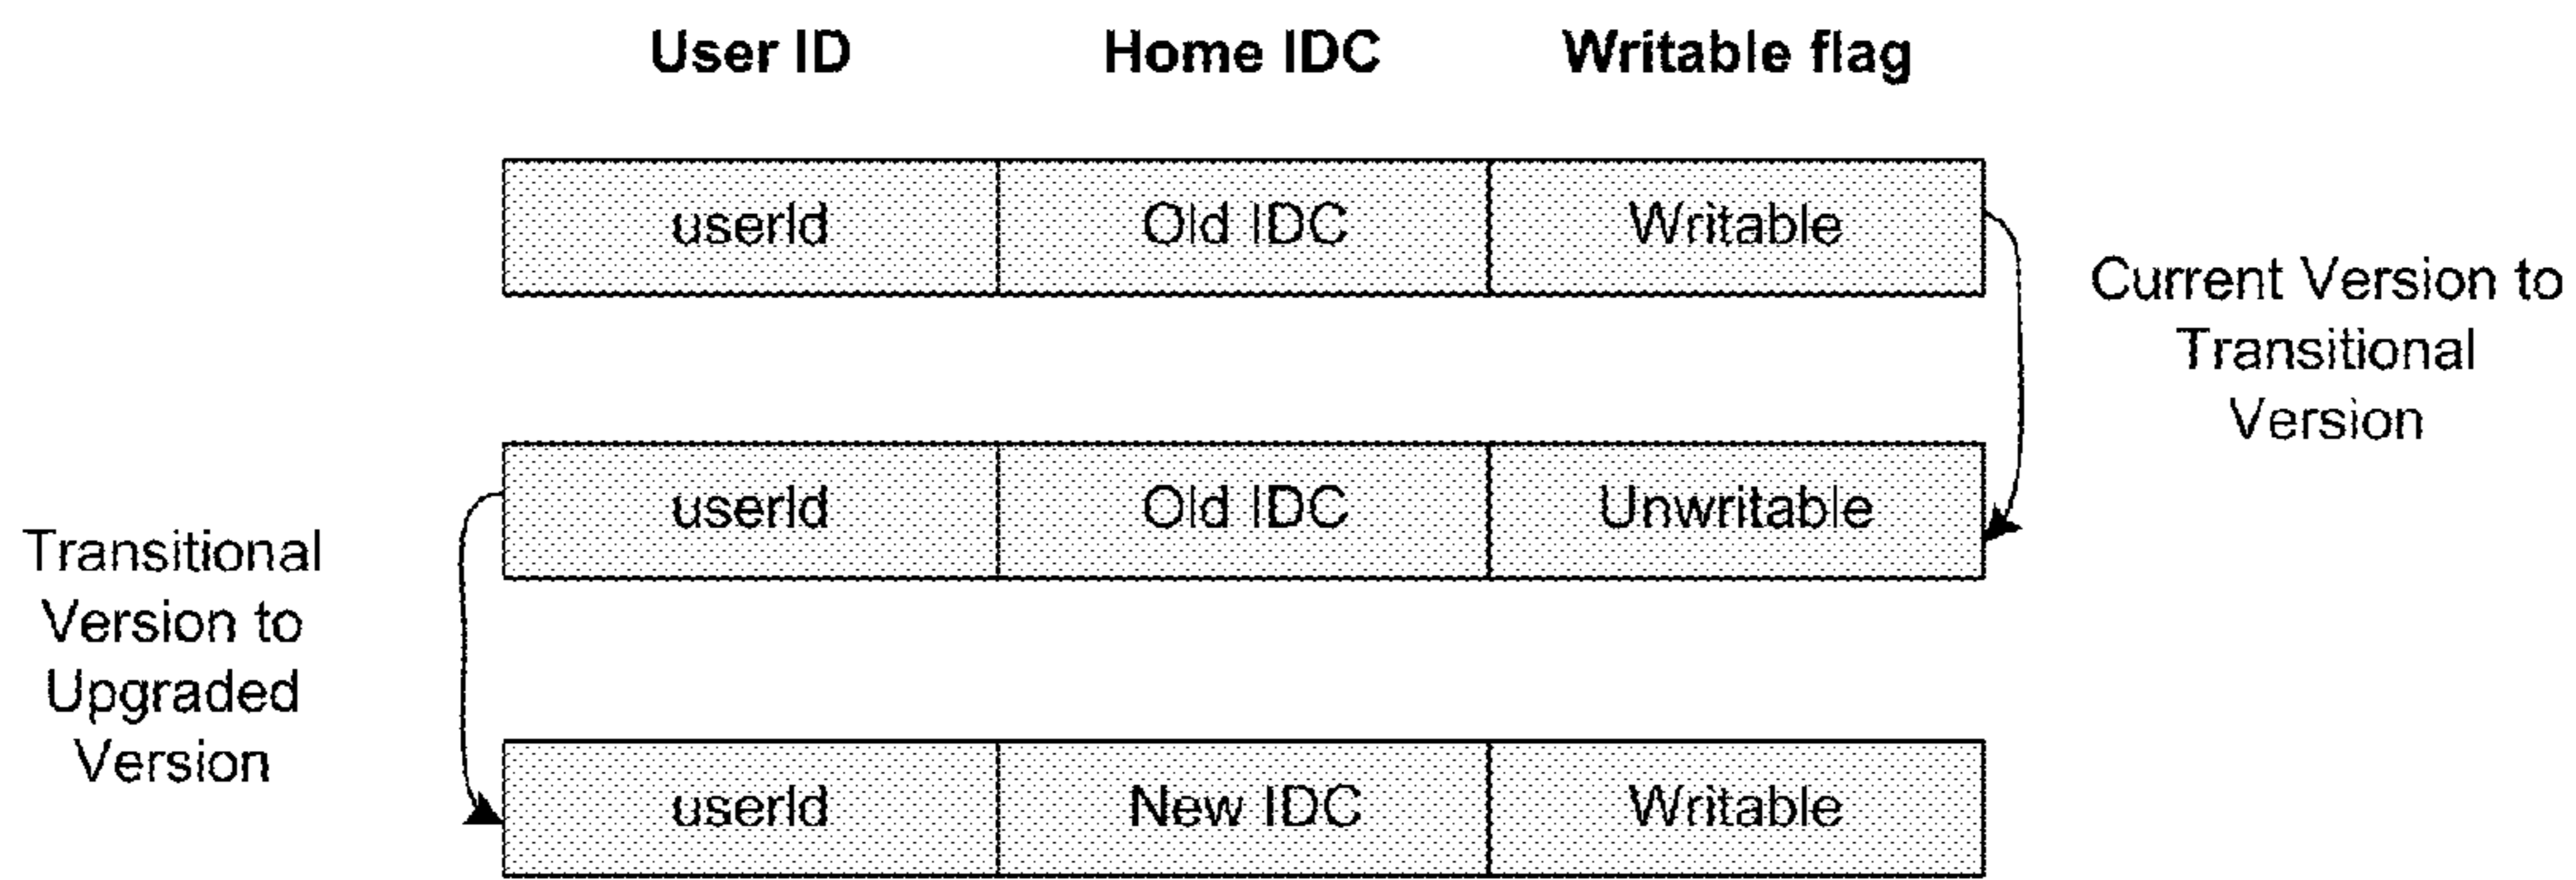 User ID Home IDC Writable flag
userId Old IDC Writable
Current Version to
Transitional
Version
userId Old IDC Unwritable
Transitional
Version to
Upgraded
Version
userId New IDC Writable